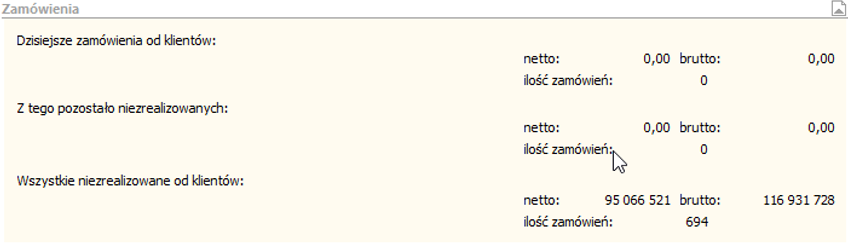 Zamówienia
Dzisiejsze zamówienia od klientów:
netto: 0,00 brutto: 0,00
ilość zamówień: 0
Z tego pozostało niezrealizowanych:
netto: 0,00 brutto: 0,00
ilość zamówień: 0
Wszystkie niezrealizowane od klientów:
netto: 95 066 521 brutto: 116 931 728
ilość zamówień: 694